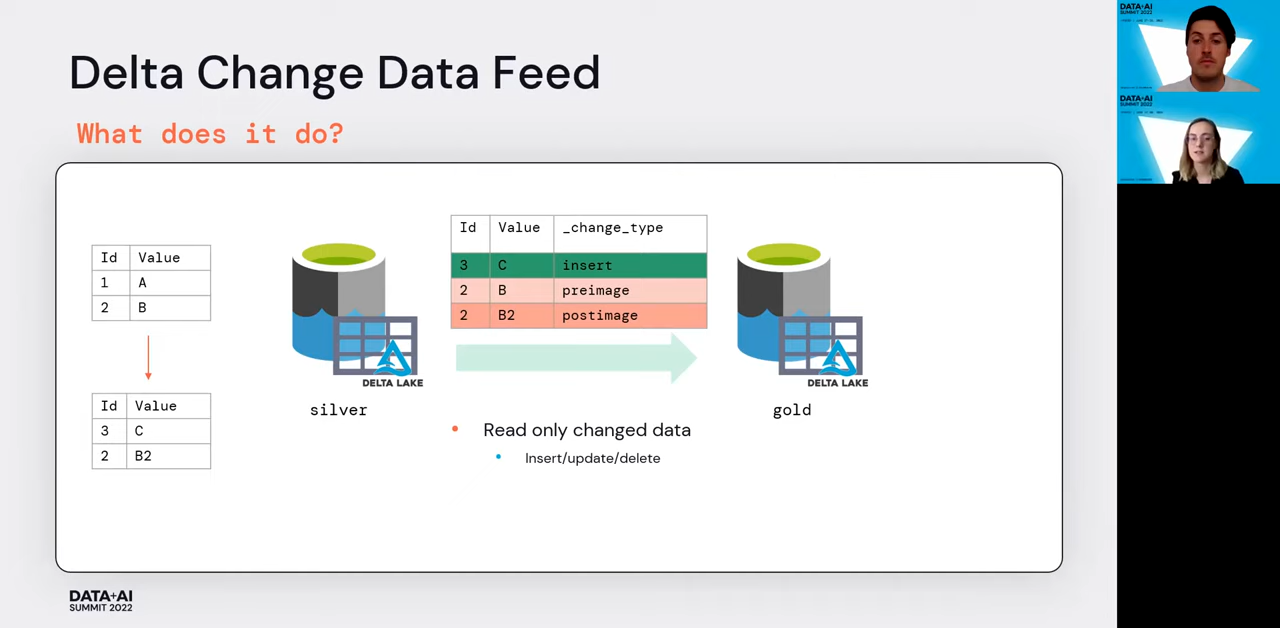 Delta Change Data Feed
What does it do?
Id Value
1 A
2 B
Id Value
3 C
2 B2
DELTA LAKE
silver
Id Value _change_type
3 C insert
2 B preimage
2 B2 postimage
Read only changed data
Insert/update/delete
DELTA LAKE
gold
DATA+AI
SUMMIT 2022
DATA+AI
SUMMIT 2022
DATA+AI
SUMMIT 2022